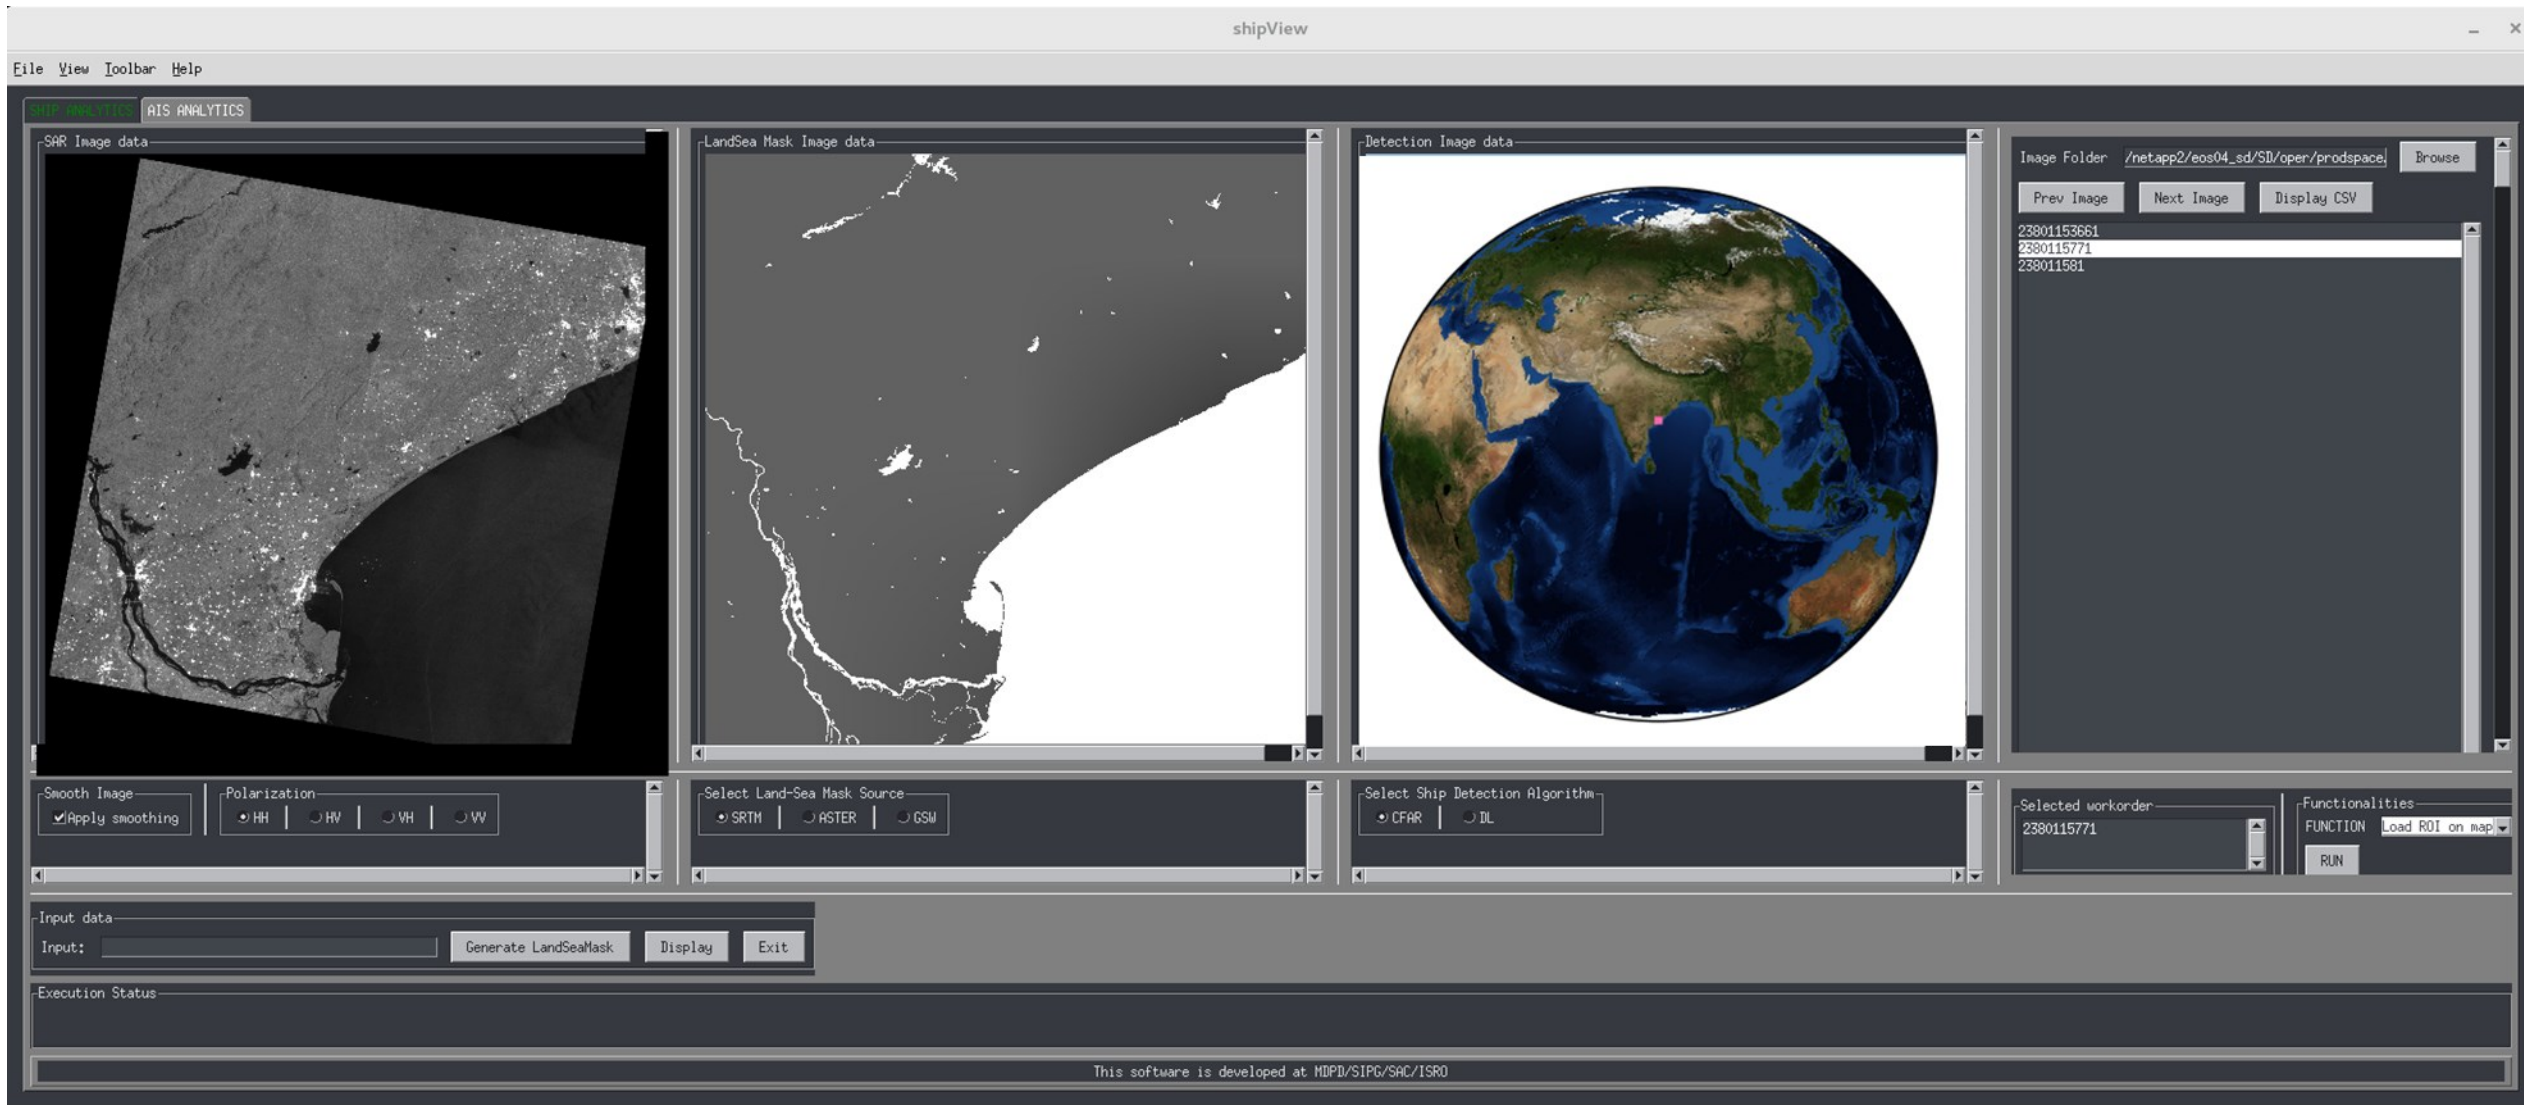 shipView
File View Toolbar Help
SHIP ANALYTICS AIS ANALYTICS
SAR Image data
LandSea Mask Image data
Detection Image data
Image Folder /netapp2/eos04_sd/SD/oper/prodspace. Browse
Prev Image Next Image Display CSV
23801153661
2380115771
238011581
Smooth Image
Apply smoothing
Polarization
HH HV VH VV
Select Land-Sea Mask Source
SRTM ASTER GSW
Select Ship Detection Algorithm
CFAR DL
Selected workorder
2380115771
Functionalities
FUNCTION Load ROI on map
RUN
Input data
Input: Generate LandSeaMask Display Exit
Execution Status
This software is developed at MDPD/SIPG/SAC/ISRO